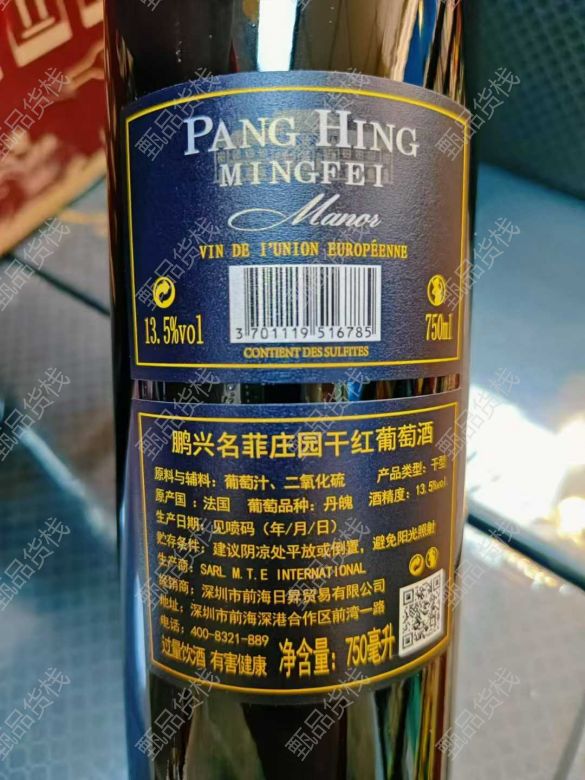 PANG HING
MINGFEI
Manor
VIN DE I'UNION EUROPÉENNE
13.5%vol
3 701119 516785
750ml
CONTIENT DES SULFITES
鹏兴名菲庄园干红葡萄酒
原料与辅料：葡萄汁、二氧化硫 产品类型：干型
原产国：法国 葡萄品种：丹魄 酒精度：13.5%vol
生产日期：见喷码（年/月/日）
贮存条件：建议阴凉处平放或倒置，避免阳光照射
生产商：SARL M.T.E INTERNATIONAL
经销商：深圳市前海日昇贸易有限公司
地址：深圳市前海深港合作区前湾一路
电话：400-8321-889
过量饮酒 有害健康 净含量：750毫升
甄品货栈